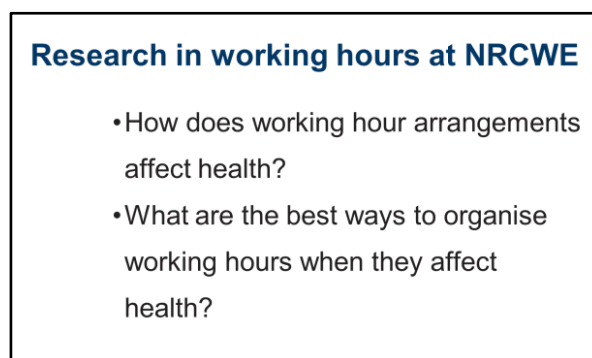 Research in working hours at NRCWE
•How does working hour arrangements
affect health?
•What are the best ways to organise
working hours when they affect
health?